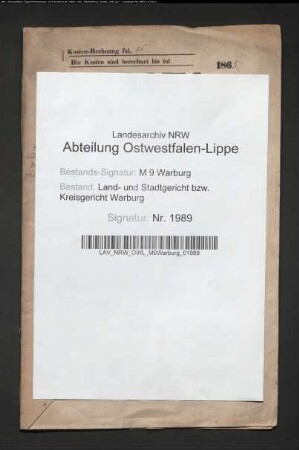 Kosten-Rechnung fol.
Die Kosten sind berechnet bis fol.
186
Landesarchiv NRW
Abteilung Ostwestfalen-Lippe
Bestands-Signatur: M 9 Warburg
Bestand: Land- und Stadtgericht bzw.
Kreisgericht Warburg
Signatur: Nr. 1989
LAV_NRW_OWL_M9Warburg_01989